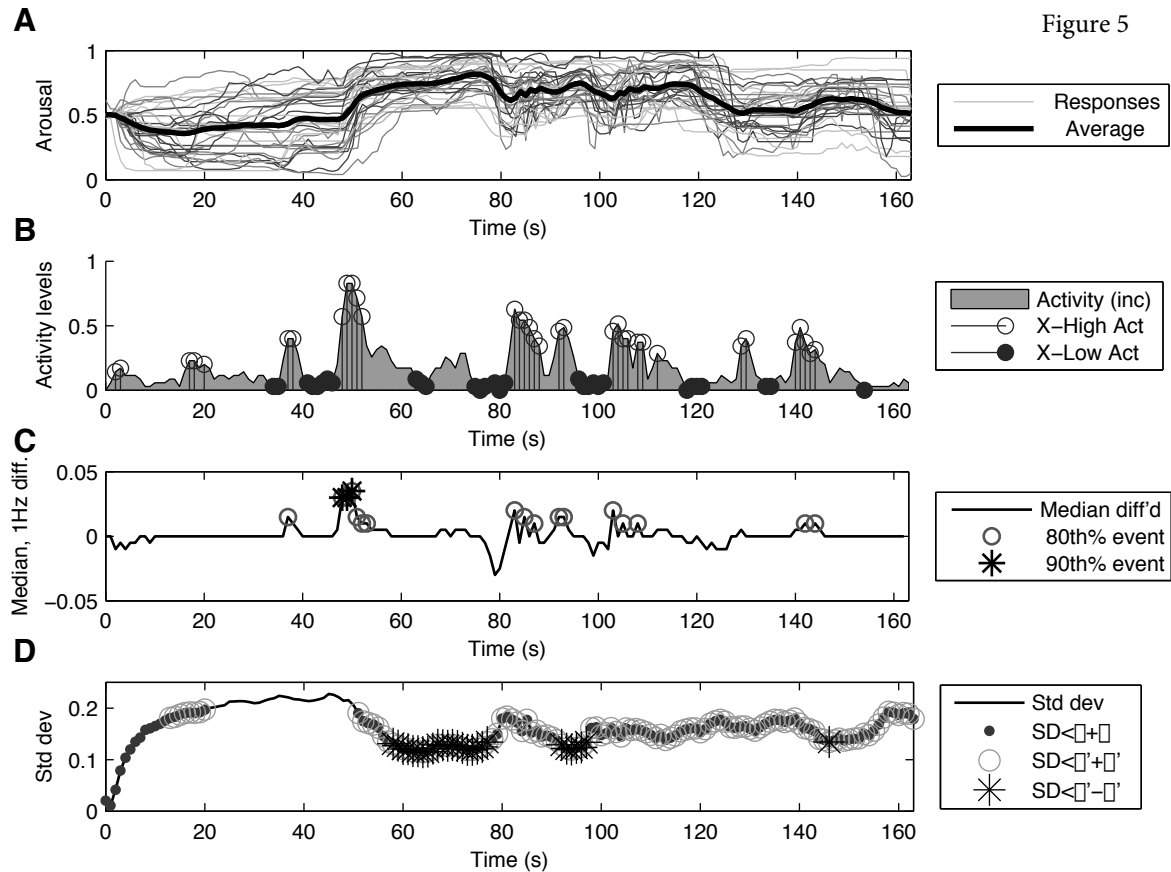 Figure 5
A
1
0.5
0
Arousal
0 20 40 60 80 100 120 140 160
Time (s)
Responses
Average
B
1
0.5
0
Activity levels
0 20 40 60 80 100 120 140 160
Time (s)
Activity (inc)
X−High Act
X−Low Act
C
0.05
0
−0.05
Median, 1Hz diff.
0 20 40 60 80 100 120 140 160
Time (s)
Median diff'd
80th% event
90th% event
D
0.2
0.1
0
Std dev
0 20 40 60 80 100 120 140 160
Time (s)
Std dev
SD<▯+▯
SD<▯'+▯'
SD<▯'−▯'